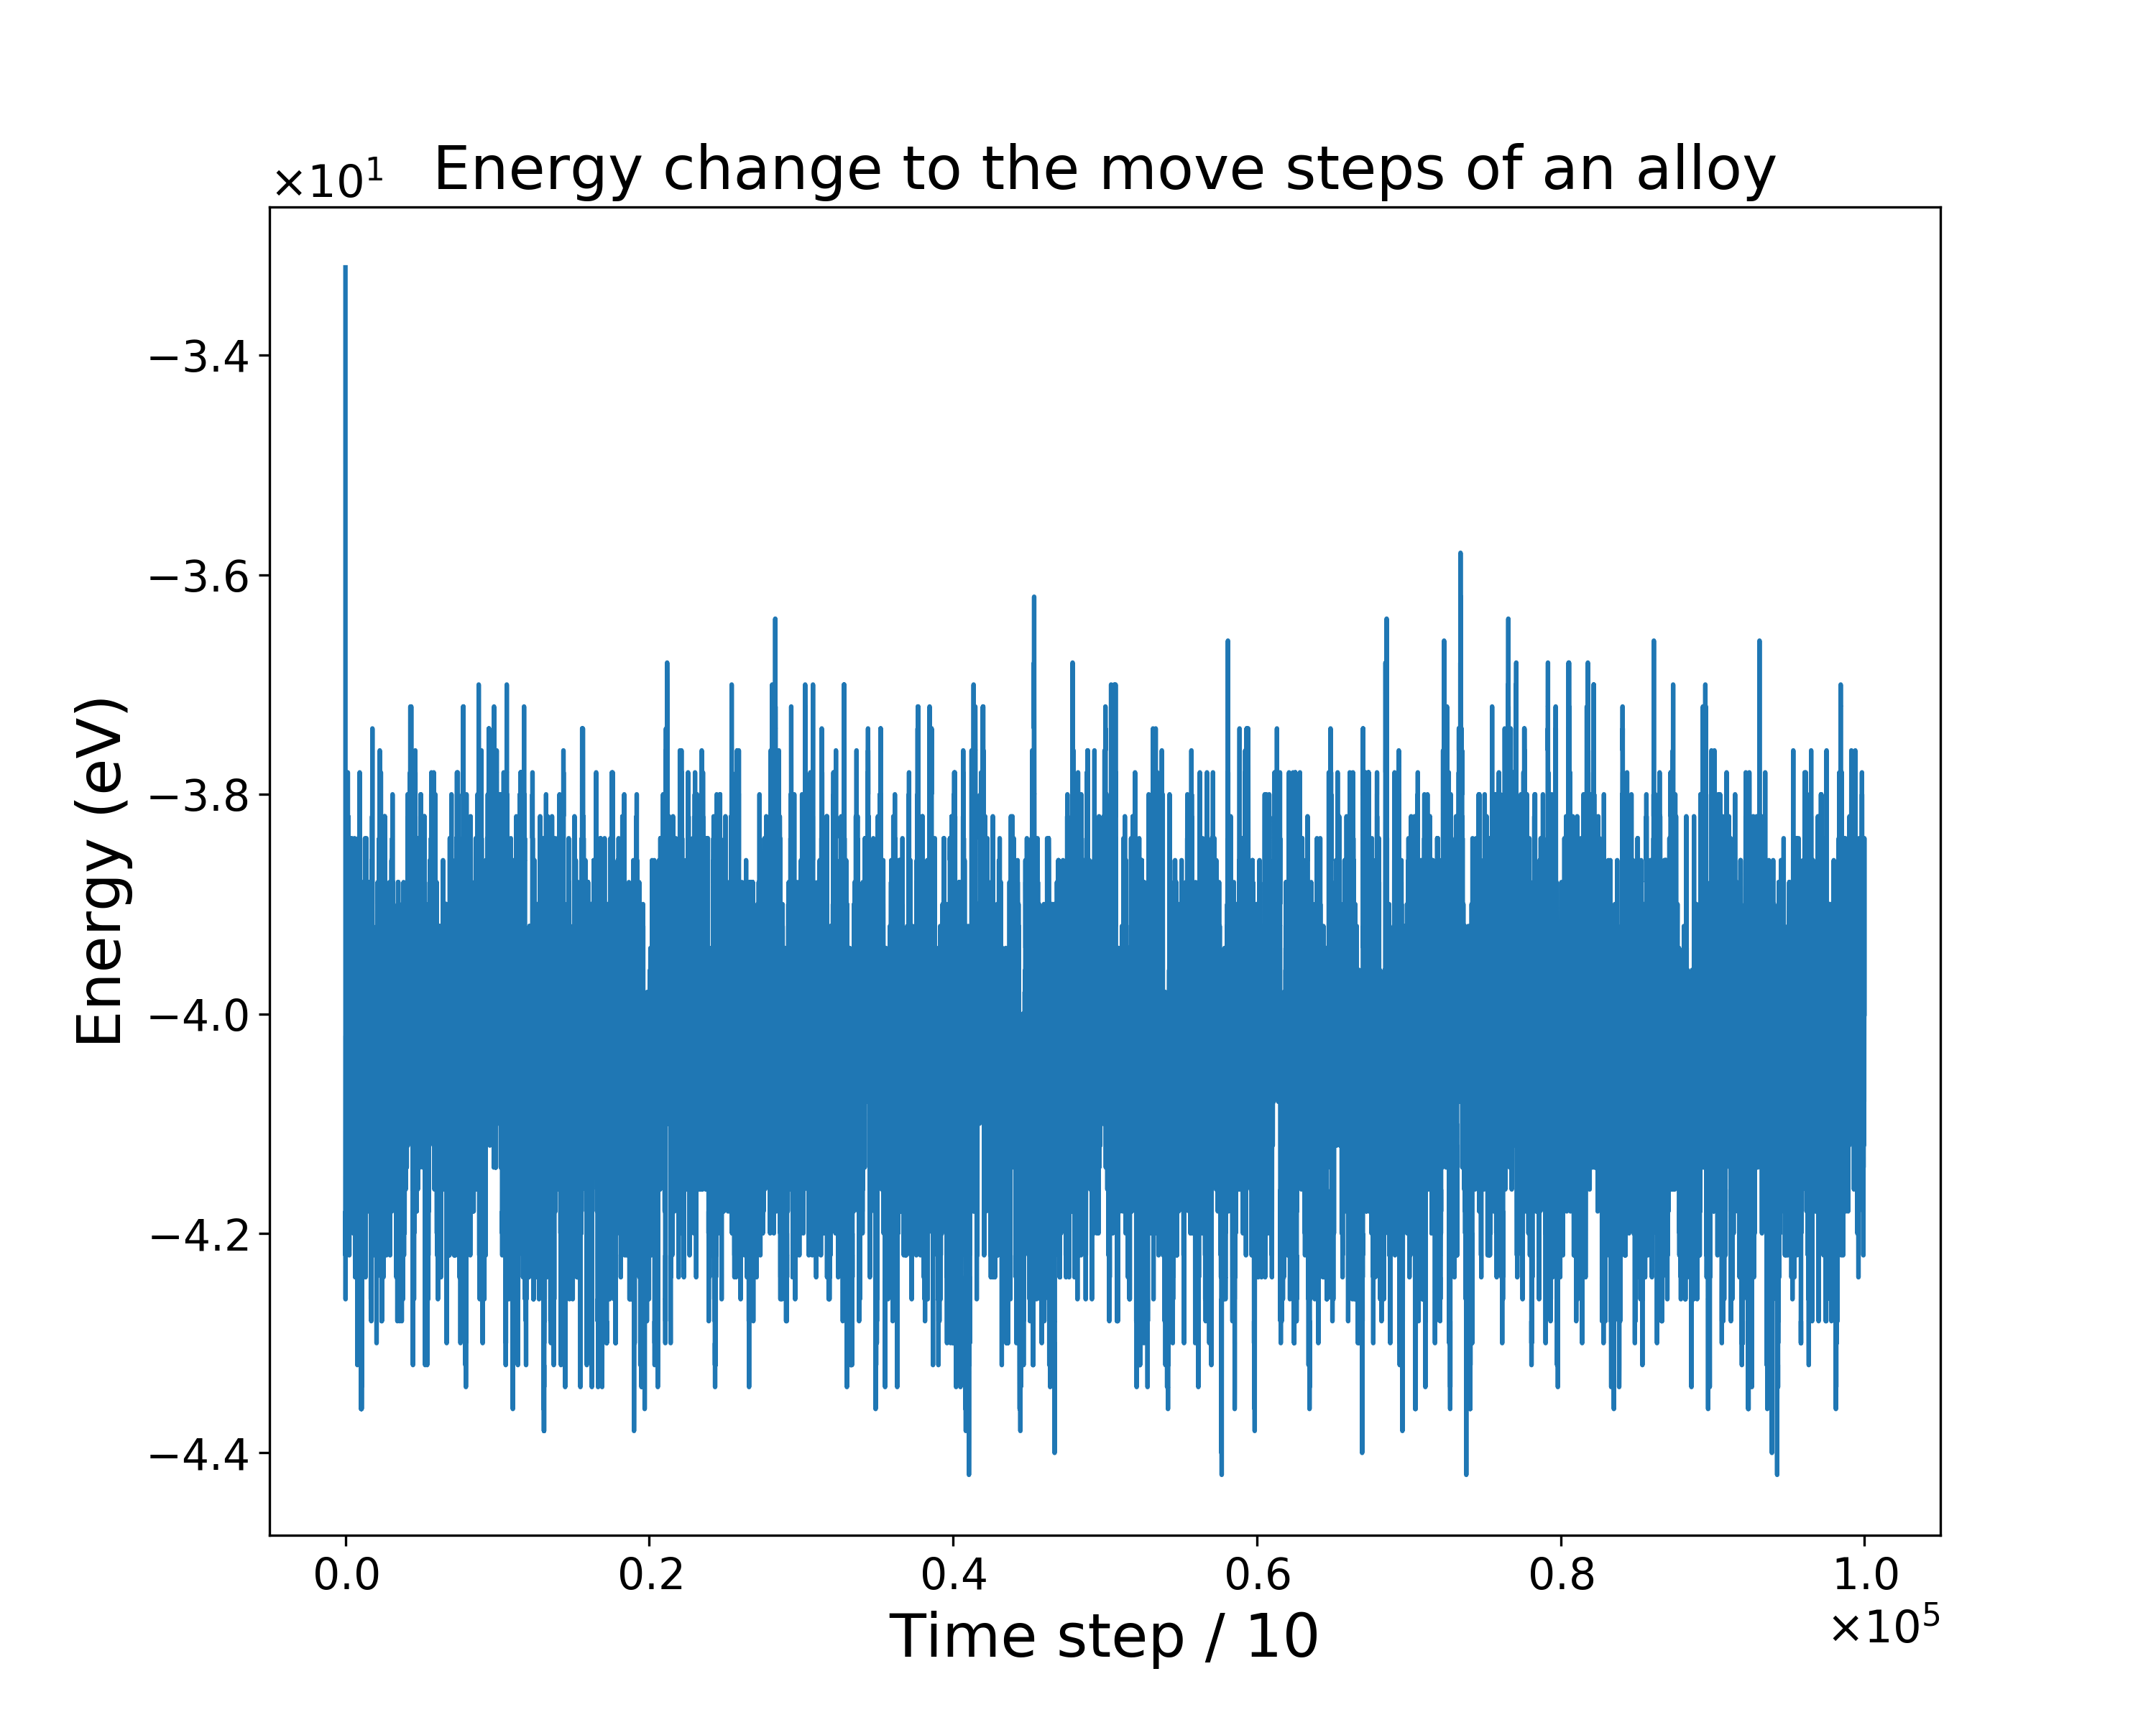 ×10¹
Energy change to the move steps of an alloy
−3.4
−3.6
−3.8
−4.0
−4.2
−4.4
Energy (eV)
0.0 0.2 0.4 0.6 0.8 1.0
Time step / 10
×10⁵